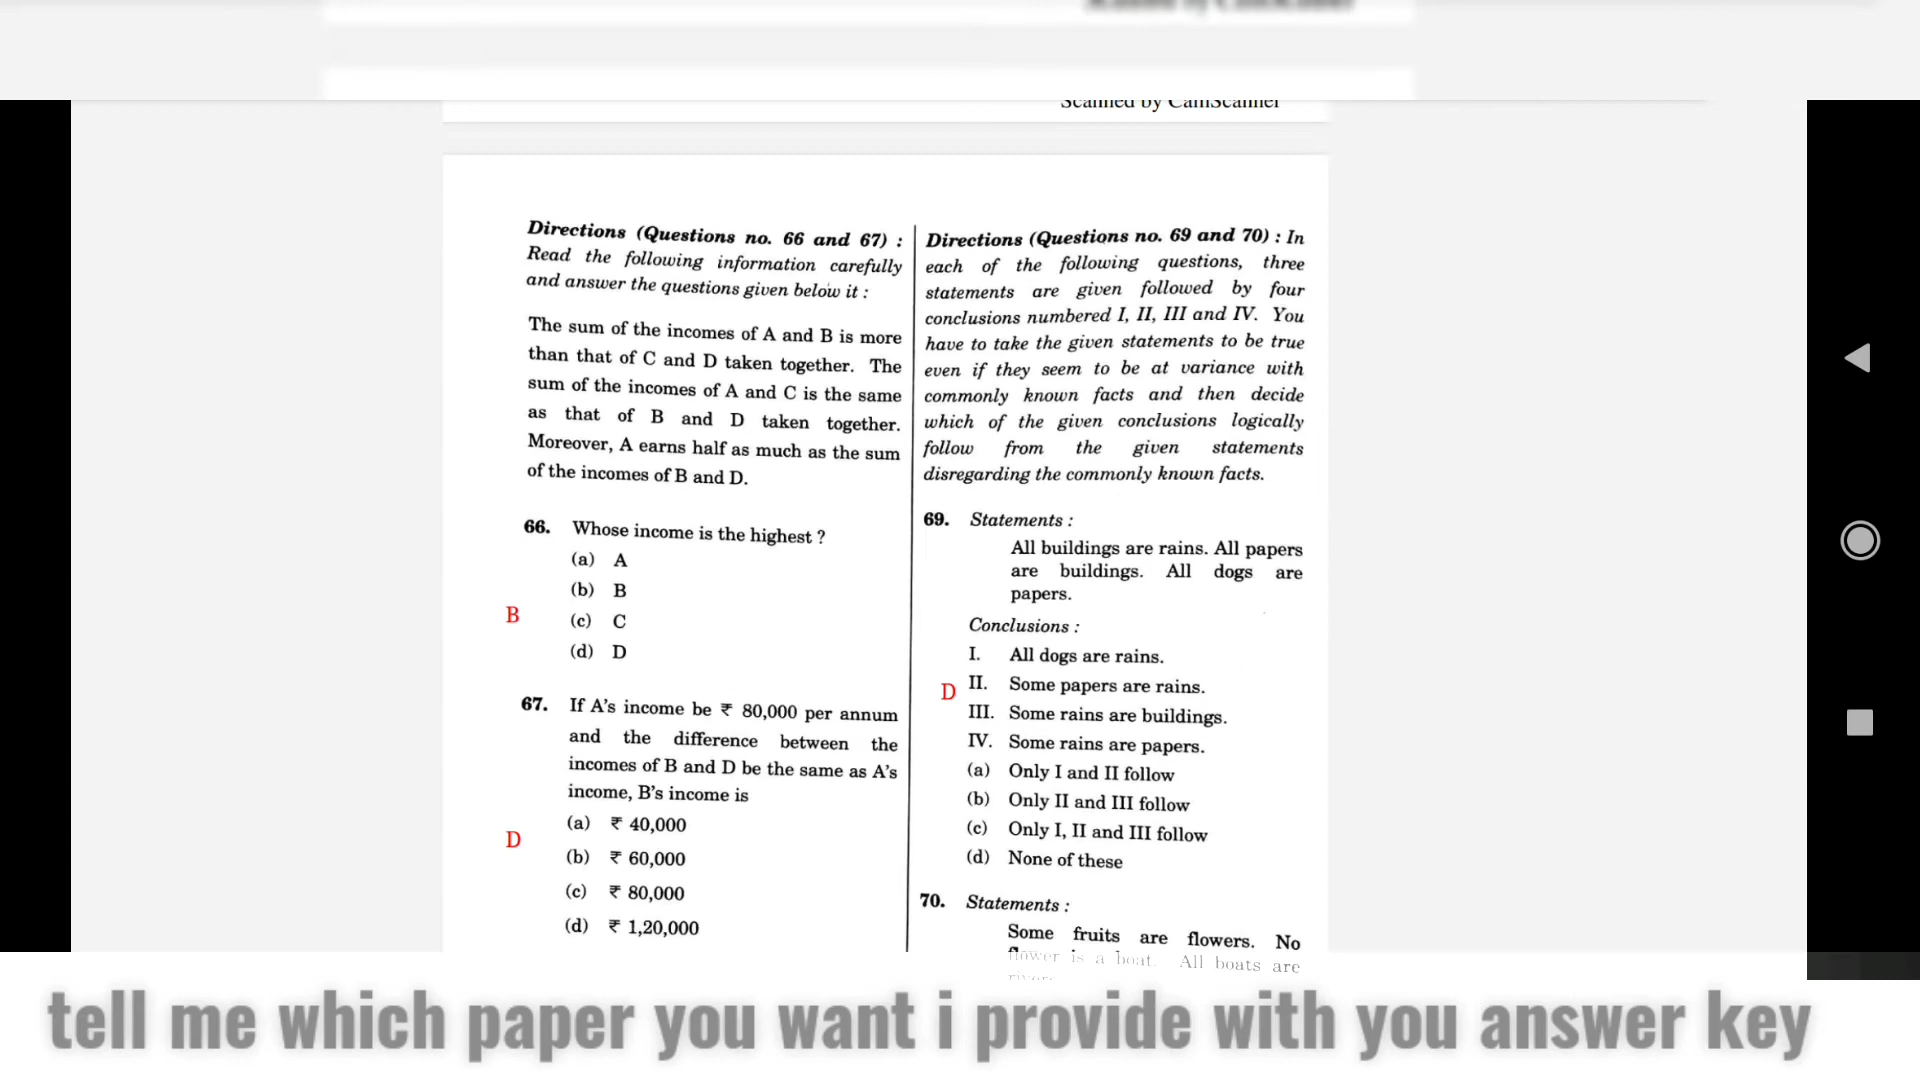 Scanned by CamScanner
Directions (Questions no. 66 and 67) :
Read the following information carefully
and answer the questions given below it :
The sum of the incomes of A and B is more
than that of C and D taken together. The
sum of the incomes of A and C is the same
as that of B and D taken together.
Moreover, A earns half as much as the sum
of the incomes of B and D.
66. Whose income is the highest ?
(a) A
(b) B
B
(c) C
(d) D
67. If A's income be ₹ 80,000 per annum
and the difference between the
incomes of B and D be the same as A's
income, B's income is
(a) ₹ 40,000
D
(b) ₹ 60,000
(c) ₹ 80,000
(d) ₹ 1,20,000
Directions (Questions no. 69 and 70) : In
each of the following questions, three
statements are given followed by four
conclusions numbered I, II, III and IV. You
have to take the given statements to be true
even if they seem to be at variance with
commonly known facts and then decide
which of the given conclusions logically
follow from the given statements
disregarding the commonly known facts.
69. Statements :
All buildings are rains. All papers
are buildings. All dogs are
papers.
Conclusions :
I. All dogs are rains.
D II. Some papers are rains.
III. Some rains are buildings.
IV. Some rains are papers.
(a) Only I and II follow
(b) Only II and III follow
(c) Only I, II and III follow
(d) None of these
70. Statements :
Some fruits are flowers. No
flower is a boat. All boats are
tell me which paper you want i provide with you answer key